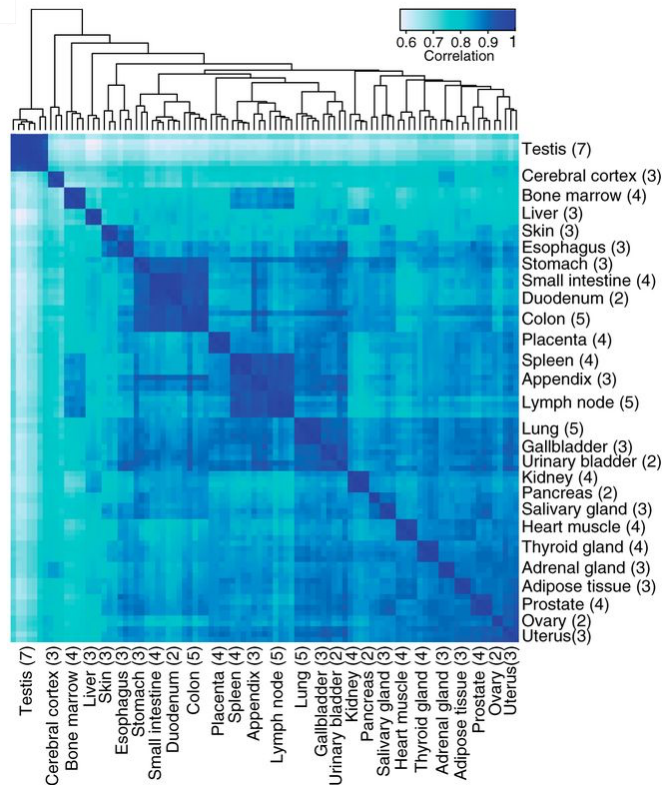 0.6 0.7 0.8 0.9 1
Correlation
Testis (7)
Cerebral cortex (3)
Bone marrow (4)
Liver (3)
Skin (3)
Esophagus (3)
Stomach (3)
Small intestine (4)
Duodenum (2)
Colon (5)
Placenta (4)
Spleen (4)
Appendix (3)
Lymph node (5)
Lung (5)
Gallbladder (3)
Urinary bladder (2)
Kidney (4)
Pancreas (2)
Salivary gland (3)
Heart muscle (4)
Thyroid gland (4)
Adrenal gland (3)
Adipose tissue (3)
Prostate (4)
Ovary (2)
Uterus(3)
Testis (7)
Cerebral cortex (3)
Bone marrow (4)
Liver (3)
Skin (3)
Esophagus (3)
Stomach (3)
Small intestine (4)
Duodenum (2)
Colon (5)
Placenta (4)
Spleen (4)
Appendix (3)
Lymph node (5)
Lung (5)
Gallbladder (3)
Urinary bladder (2)
Kidney (4)
Pancreas (2)
Salivary gland (3)
Heart muscle (4)
Thyroid gland (4)
Adrenal gland (3)
Adipose tissue (3)
Prostate (4)
Ovary (2)
Uterus(3)